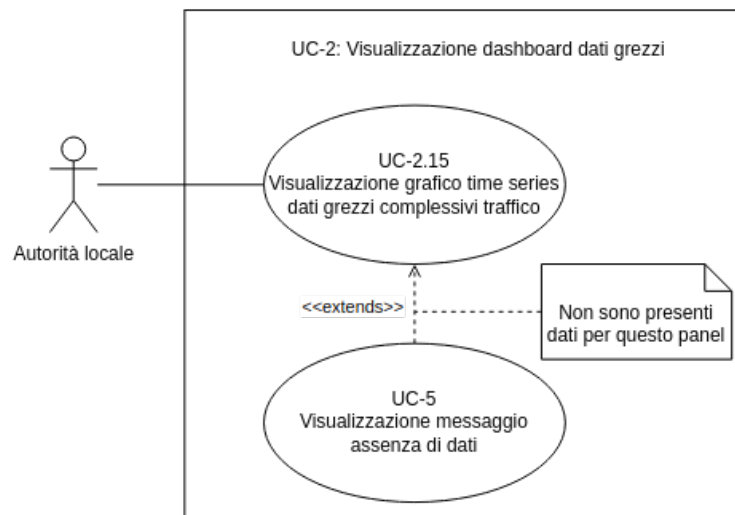 UC-2: Visualizzazione dashboard dati grezzi
UC-2.15
Visualizzazione grafico time series
dati grezzi complessivi traffico
Autorità locale
<<extends>>
Non sono presenti
dati per questo panel
UC-5
Visualizzazione messaggio
assenza di dati